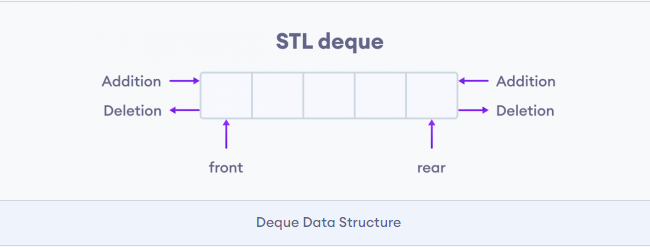 STL deque
Addition
Addition
Deletion
Deletion
front
rear
Deque Data Structure